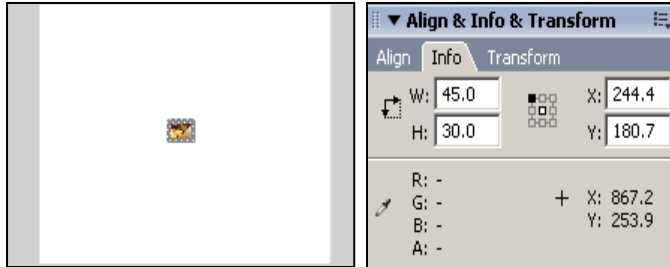 ▼ Align & Info & Transform
Align Info Transform
W: 45.0 X: 244.4
H: 30.0 Y: 180.7
R: -
G: - + X: 867.2
B: - Y: 253.9
A: -